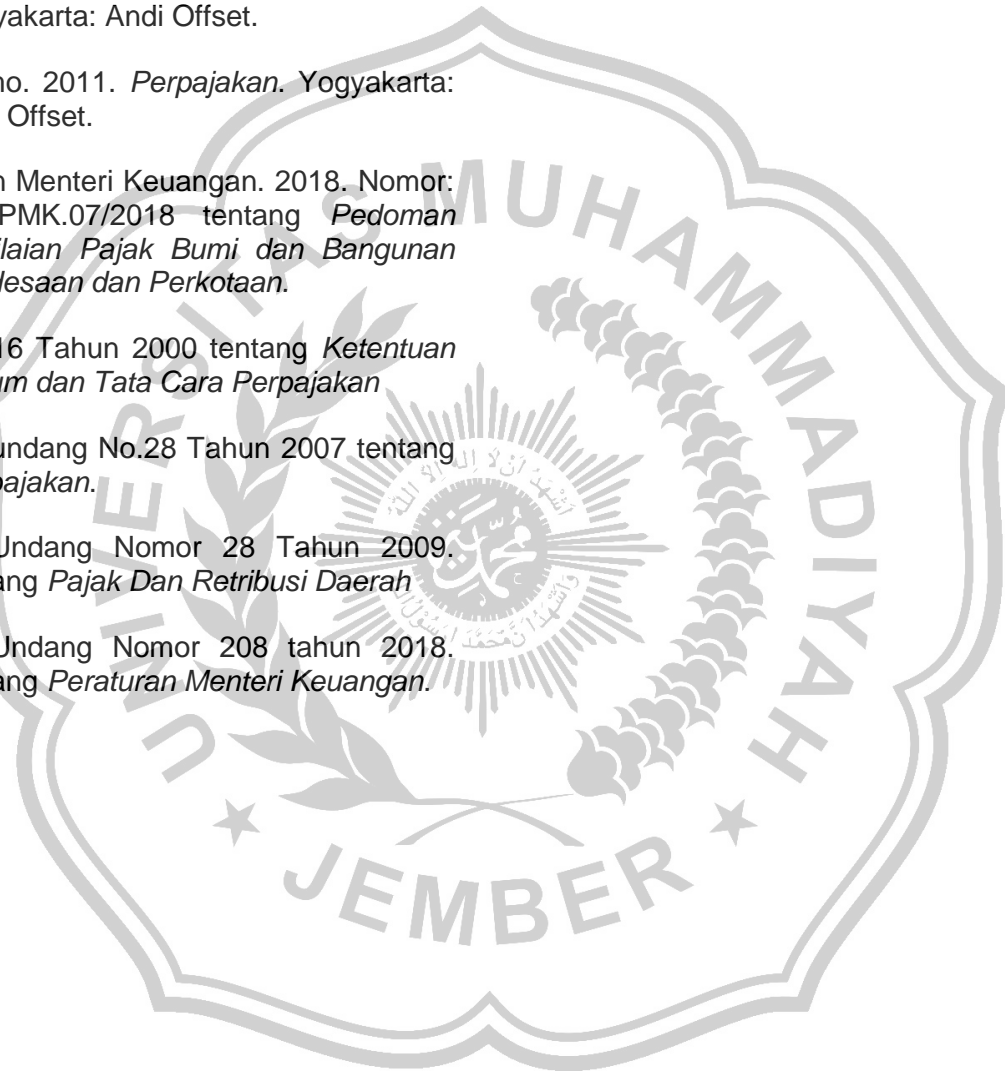 yakarta: Andi Offset.
no. 2011. Perpajakan. Yogyakarta:
Offset.
n Menteri Keuangan. 2018. Nomor:
PMK.07/2018 tentang Pedoman
ilaian Pajak Bumi dan Bangunan
desaan dan Perkotaan.
16 Tahun 2000 tentang Ketentuan
um dan Tata Cara Perpajakan
undang No.28 Tahun 2007 tentang
pajakan.
Undang Nomor 28 Tahun 2009.
ang Pajak Dan Retribusi Daerah
Undang Nomor 208 tahun 2018.
ang Peraturan Menteri Keuangan.
UNIVERSITAS MUHAMMADIYAH
JEMBER